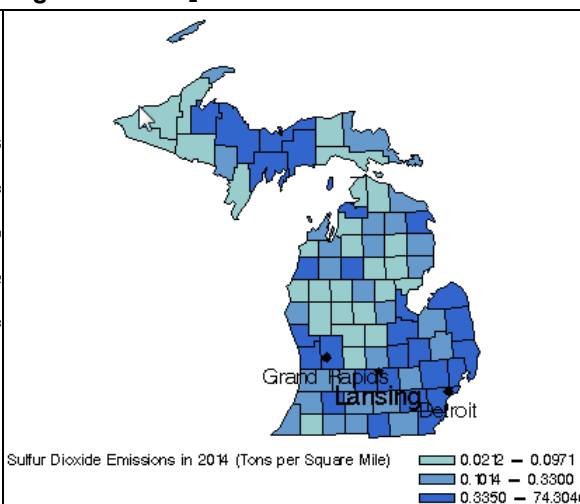 Grand Rapids
Lansing
Detroit
Sulfur Dioxide Emissions in 2014 (Tons per Square Mile)
0.0212 – 0.0971
0.1014 – 0.3300
0.3350 – 74.3046